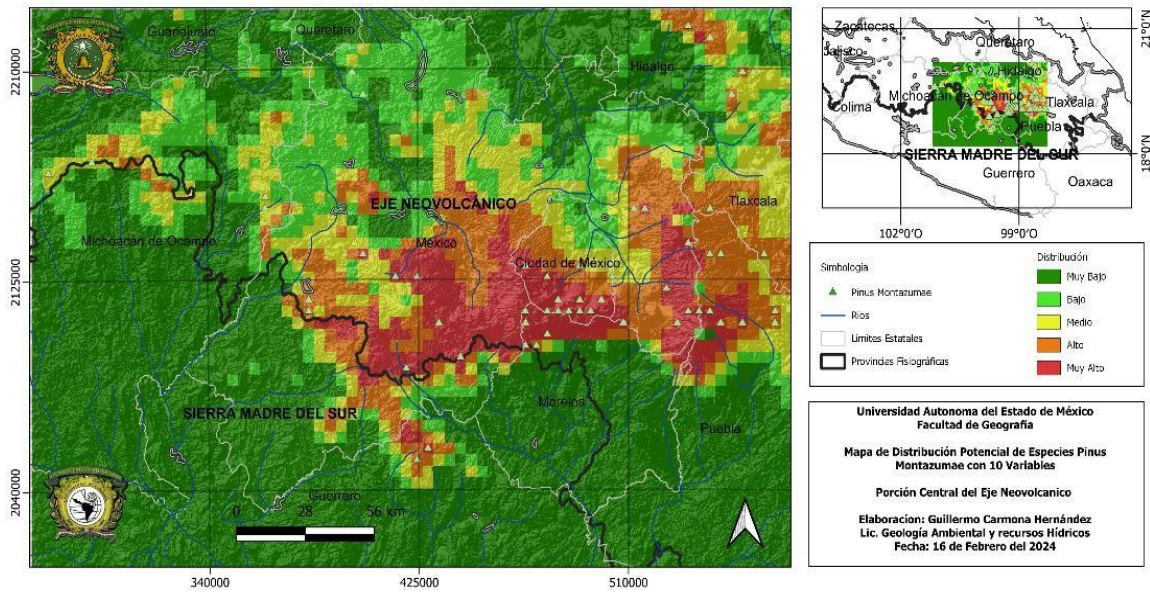 Guanajuato
Querétaro
Hidalgo
Michoacán de Ocampo
EJE NEOVOLCÁNICO
México
Ciudad de México
Tlaxcala
SIERRA MADRE DEL SUR
Morelos
Puebla
Guerrero
0 28 56 km
2210000
2125000
2040000
340000
425000
510000
Zacatecas
Jalisco
Querétaro
Hidalgo
Michoacán de Ocampo
Colima
Tlaxcala
Puebla
SIERRA MADRE DEL SUR
Guerrero
Oaxaca
21°0'N
18°0'N
102°0'O
99°0'O
Simbología
Pinus Montazumae
Rios
Limites Estatales
Provincias Fisiográficas
Distribución
Muy Bajo
Bajo
Medio
Alto
Muy Alto
Universidad Autonoma del Estado de México
Facultad de Geografía
Mapa de Distribución Potencial de Especies Pinus
Montazumae con 10 Variables
Porción Central del Eje Neovolcanico
Elaboracíon: Guillermo Carmona Hernández
Lic. Geología Ambiental y recursos Hídricos
Fecha: 16 de Febrero del 2024